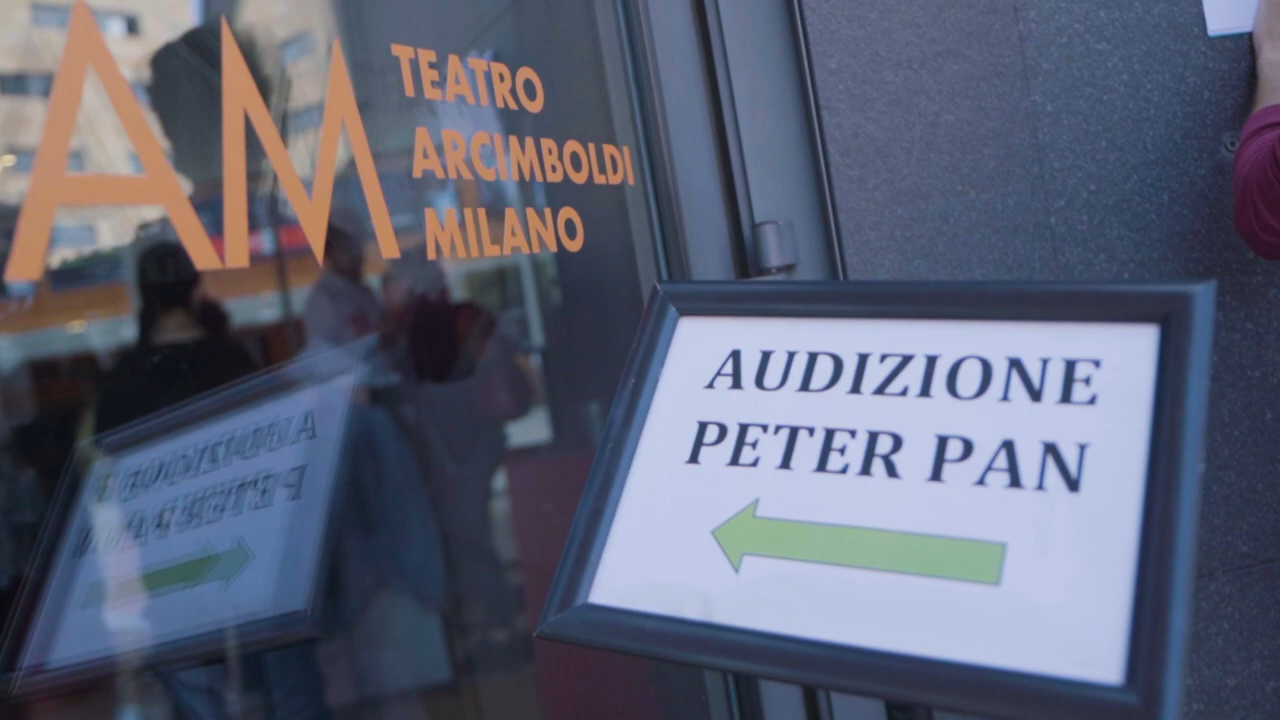 AM
TEATRO
ARCIMBOLDI
MILANO
AUDIZIONE
PETER PAN